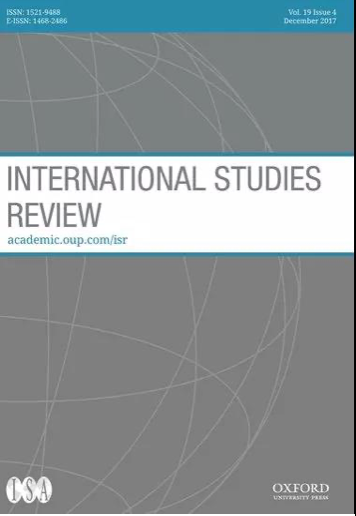 ISSN: 1521-9488
E-ISSN: 1468-2486
Vol. 19 Issue 4
December 2017
INTERNATIONAL STUDIES
REVIEW
academic.oup.com/isr
ISA
OXFORD
UNIVERSITY PRESS